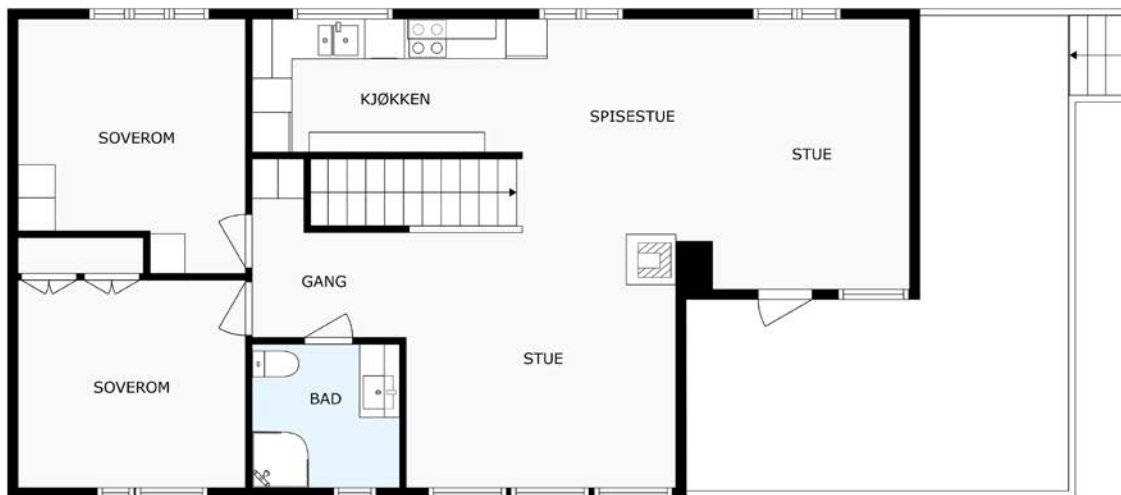 KJØKKEN
SPISESTUE
SOVEROM
STUE
GANG
STUE
SOVEROM
BAD